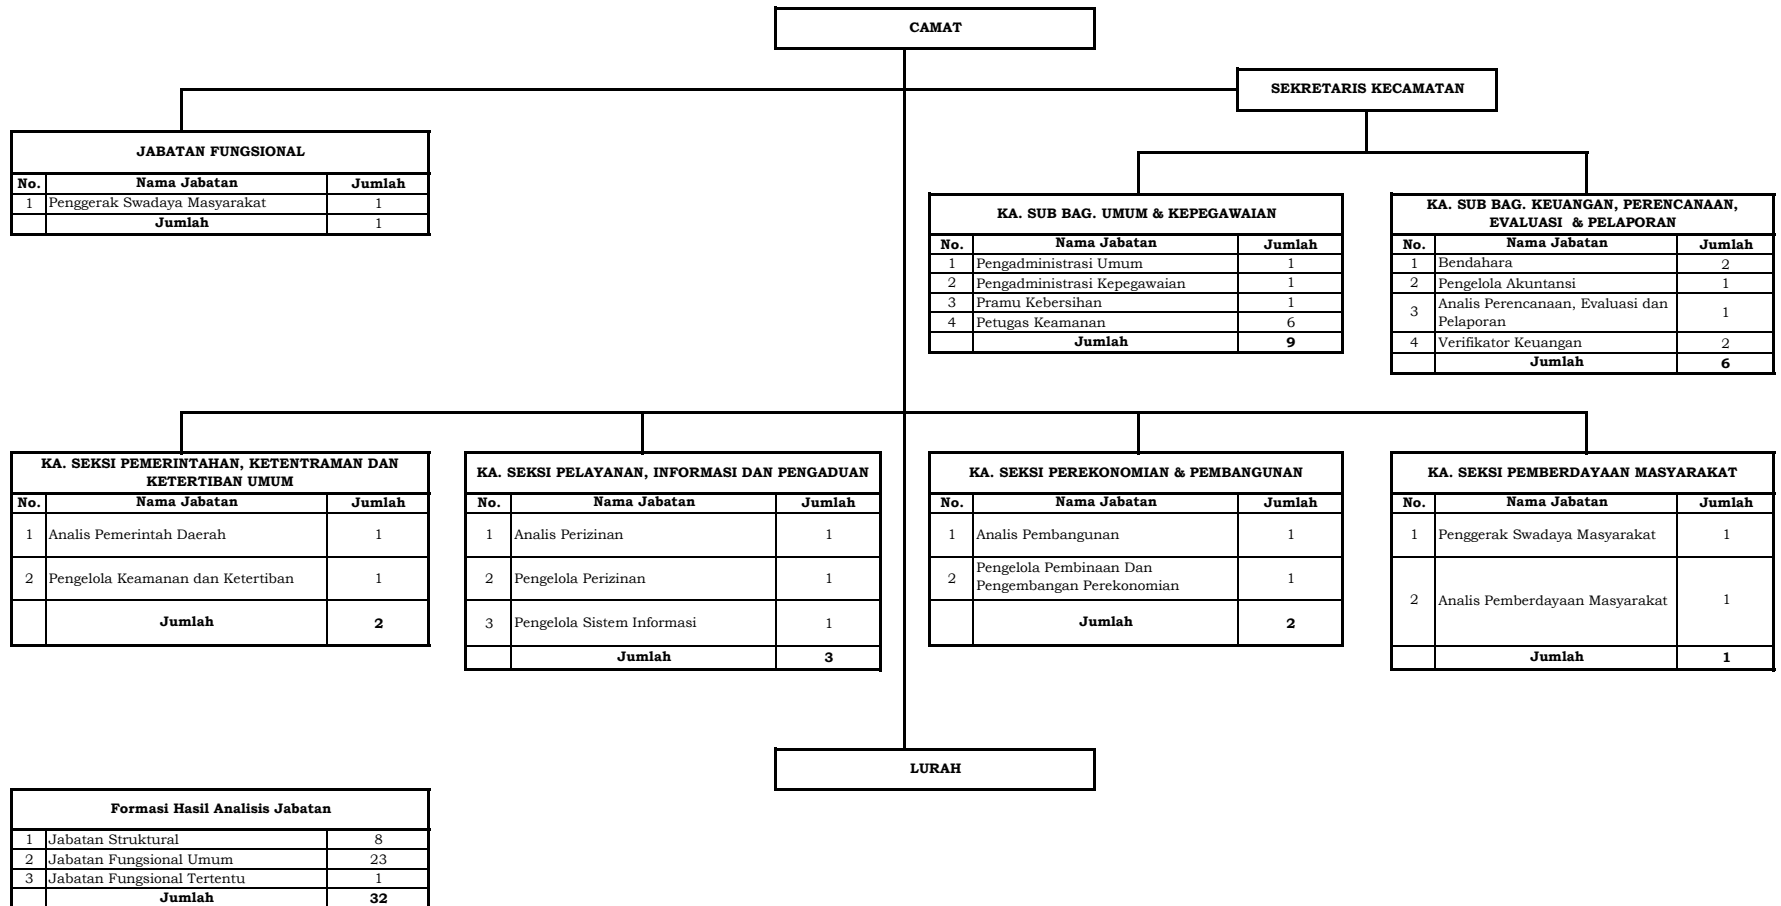 CAMAT
SEKRETARIS KECAMATAN
JABATAN FUNGSIONAL
No. Nama Jabatan Jumlah
1 Penggerak Swadaya Masyarakat 1
Jumlah 1
KA. SUB BAG. UMUM & KEPEGAWAIAN
No. Nama Jabatan Jumlah
1 Pengadministrasi Umum 1
2 Pengadministrasi Kepegawaian 1
3 Pramu Kebersihan 1
4 Petugas Keamanan 6
Jumlah 9
KA. SUB BAG. KEUANGAN, PERENCANAAN,
EVALUASI & PELAPORAN
No. Nama Jabatan Jumlah
1 Bendahara 2
2 Pengelola Akuntansi 1
3 Analis Perencanaan, Evaluasi dan
Pelaporan 1
4 Verifikator Keuangan 2
Jumlah 6
KA. SEKSI PEMERINTAHAN, KETENTRAMAN DAN
KETERTIBAN UMUM
No. Nama Jabatan Jumlah
1 Analis Pemerintah Daerah 1
2 Pengelola Keamanan dan Ketertiban 1
Jumlah 2
KA. SEKSI PELAYANAN, INFORMASI DAN PENGADUAN
No. Nama Jabatan Jumlah
1 Analis Perizinan 1
2 Pengelola Perizinan 1
3 Pengelola Sistem Informasi 1
Jumlah 3
KA. SEKSI PEREKONOMIAN & PEMBANGUNAN
No. Nama Jabatan Jumlah
1 Analis Pembangunan 1
2 Pengelola Pembinaan Dan
Pengembangan Perekonomian 1
Jumlah 2
KA. SEKSI PEMBERDAYAAN MASYARAKAT
No. Nama Jabatan Jumlah
1 Penggerak Swadaya Masyarakat 1
2 Analis Pemberdayaan Masyarakat 1
Jumlah 1
LURAH
Formasi Hasil Analisis Jabatan
1 Jabatan Struktural 8
2 Jabatan Fungsional Umum 23
3 Jabatan Fungsional Tertentu 1
Jumlah 32